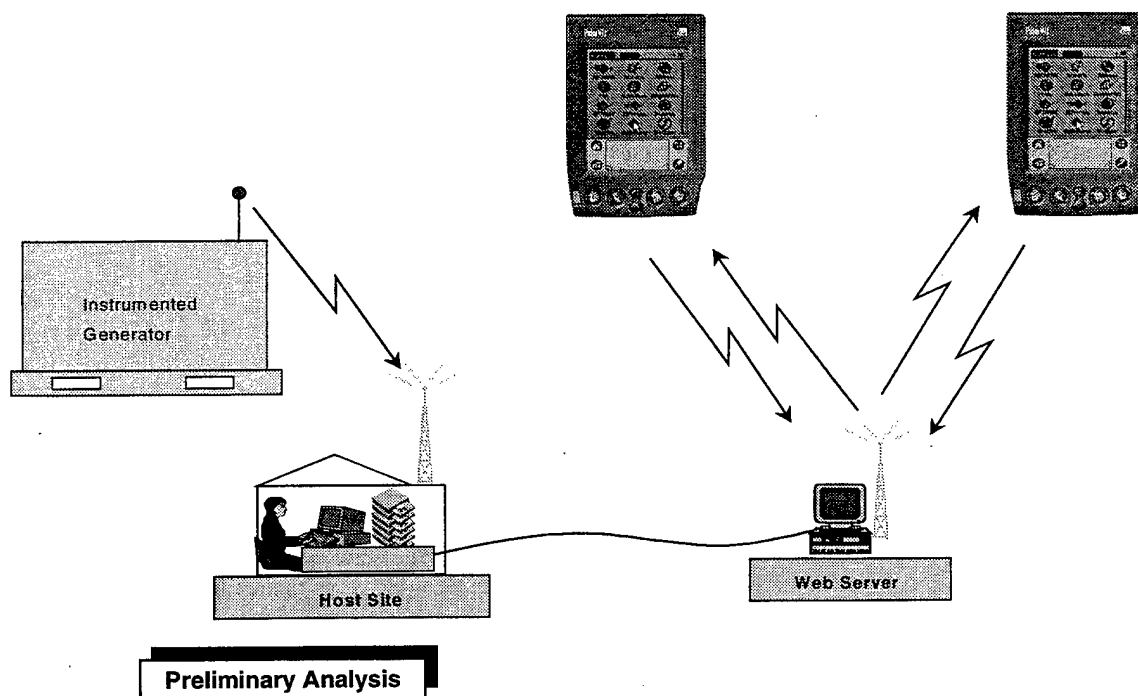 Instrumented
Generator
Host Site
Web Server
Preliminary Analysis